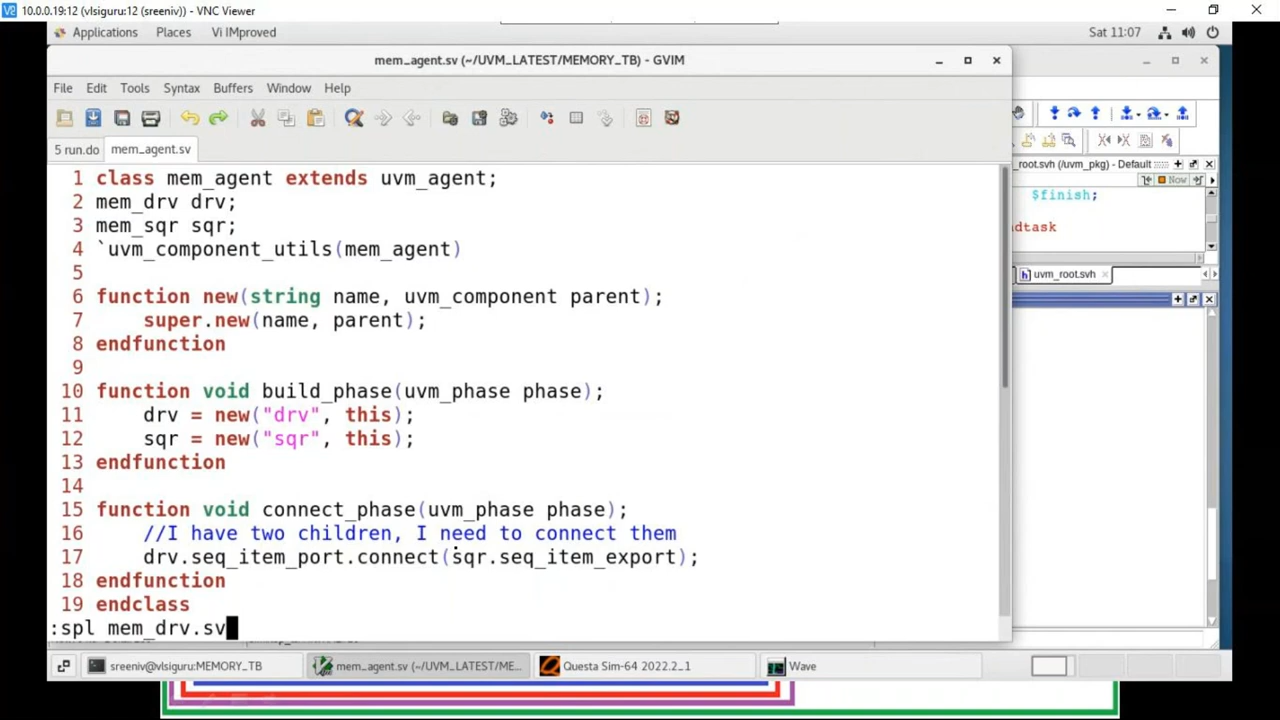 10.0.0.19:12 (vlsiguru:12 (sreeniv)) - VNC Viewer
Applications Places Vi IMproved Sat 11:07
mem_agent.sv (~/UVM_LATEST/MEMORY_TB) - GVIM
File Edit Tools Syntax Buffers Window Help
5 run.do mem_agent.sv
1 class mem_agent extends uvm_agent;
2 mem_drv drv;
3 mem_sqr sqr;
4 `uvm_component_utils(mem_agent)
5
6 function new(string name, uvm_component parent);
7     super.new(name, parent);
8 endfunction
9
10 function void build_phase(uvm_phase phase);
11     drv = new("drv", this);
12     sqr = new("sqr", this);
13 endfunction
14
15 function void connect_phase(uvm_phase phase);
16     //I have two children, I need to connect them
17     drv.seq_item_port.connect(sqr.seq_item_export);
18 endfunction
19 endclass
:spl mem_drv.sv
_root.svh (/uvm_pkg) - Default
Now
$finish;
dtask
uvm_root.svh
sreeniv@vlsiguru:MEMORY_TB
mem_agent.sv (~/UVM_LATEST/ME...
Questa Sim-64 2022.2_1
Wave